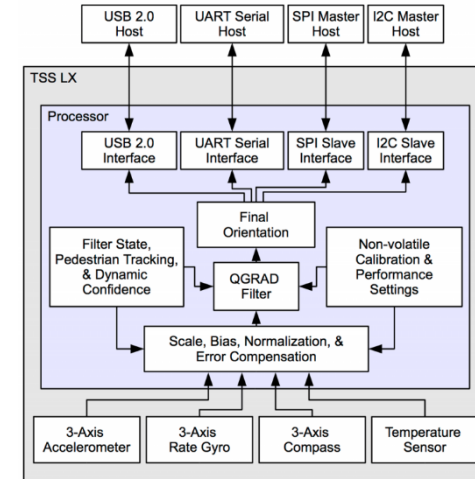 USB 2.0
Host
UART Serial
Host
SPI Master
Host
I2C Master
Host
TSS LX
Processor
USB 2.0
Interface
UART Serial
Interface
SPI Slave
Interface
I2C Slave
Interface
Final
Orientation
Filter State,
Pedestrian Tracking,
& Dynamic
Confidence
QGRAD
Filter
Non-volatile
Calibration &
Performance
Settings
Scale, Bias, Normalization, &
Error Compensation
3-Axis
Accelerometer
3-Axis
Rate Gyro
3-Axis
Compass
Temperature
Sensor